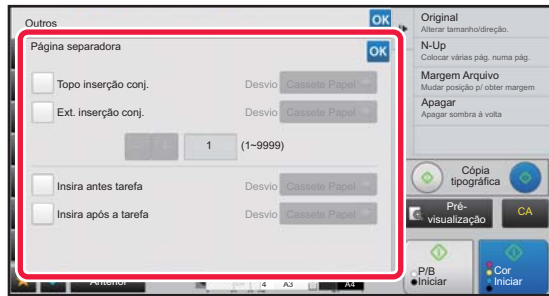 Outros
OK
Página separadora
OK
Topo inserção conj.
Desvio
Cassete Papel
Ext. inserção conj.
Desvio
Cassete Papel
1
(1~9999)
Insira antes tarefa
Desvio
Cassete Papel
Insira após a tarefa
Desvio
Cassete Papel
Anterior
4
A3
A4
Original
Alterar tamanho/direção.
N-Up
Colocar várias pág. numa pág.
Margem Arquivo
Mudar posição p/ obter margem
Apagar
Apagar sombra à volta
Cópia
tipográfica
Pré-
visualização
CA
P/B
Iniciar
Cor
Iniciar